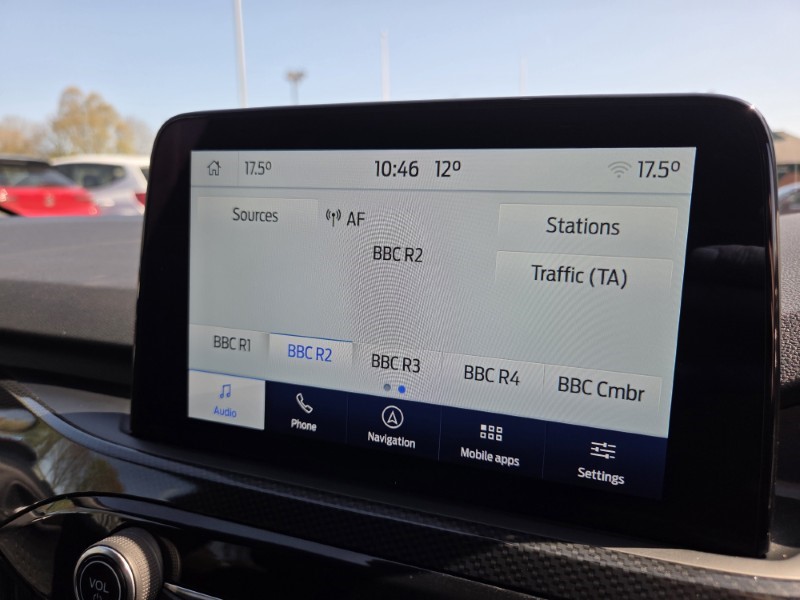 17.5° 10:46 12° 17.5°
Sources AF Stations
BBC R2
Traffic (TA)
BBC R1 BBC R2 BBC R3 BBC R4 BBC Cmbr
Audio Phone Navigation Mobile apps Settings
VOL